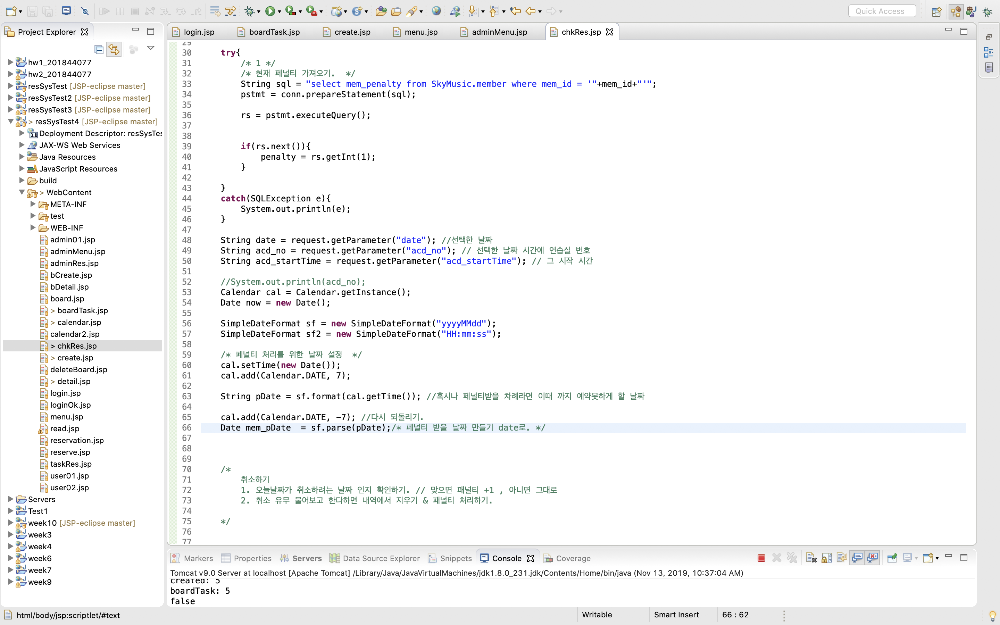 Quick Access
Project Explorer
hw1_201844077
hw2_201844077
resSysTest [JSP-eclipse master]
resSysTest2 [JSP-eclipse master]
resSysTest3 [JSP-eclipse master]
> resSysTest4 [JSP-eclipse master]
3.0 Deployment Descriptor: resSysTes
JAX-WS Web Services
Java Resources
JavaScript Resources
build
> WebContent
META-INF
test
WEB-INF
admin01.jsp
adminMenu.jsp
adminRes.jsp
bCreate.jsp
bDetail.jsp
board.jsp
> boardTask.jsp
> calendar.jsp
calendar2.jsp
> chkRes.jsp
> create.jsp
deleteBoard.jsp
> detail.jsp
login.jsp
loginOk.jsp
menu.jsp
read.jsp
reservation.jsp
reserve.jsp
taskRes.jsp
user01.jsp
user02.jsp
Servers
Test1
week10 [JSP-eclipse master]
week3
week4
week6
week7
week9
login.jsp boardTask.jsp create.jsp menu.jsp adminMenu.jsp chkRes.jsp
29
30 try{
31 /* 1 */
32 /* 현재 페널티 가져오기.  */
33 String sql = "select mem_penalty from SkyMusic.member where mem_id = '"+mem_id+"'";
34 pstmt = conn.prepareStatement(sql);
35
36 rs = pstmt.executeQuery();
37
38
39 if(rs.next()){
40 penalty = rs.getInt(1);
41 }
42
43 }
44 catch(SQLException e){
45 System.out.println(e);
46 }
47
48 String date = request.getParameter("date"); //선택한 날짜
49 String acd_no = request.getParameter("acd_no"); // 선택한 날짜 시간에 연습실 번호
50 String acd_startTime = request.getParameter("acd_startTime"); // 그 시작 시간
51
52 //System.out.println(acd_no);
53 Calendar cal = Calendar.getInstance();
54 Date now = new Date();
55
56 SimpleDateFormat sf = new SimpleDateFormat("yyyyMMdd");
57 SimpleDateFormat sf2 = new SimpleDateFormat("HH:mm:ss");
58
59 /* 페널티 처리를 위한 날짜 설정  */
60 cal.setTime(new Date());
61 cal.add(Calendar.DATE, 7);
62
63 String pDate = sf.format(cal.getTime()); //혹시나 페널티받을 차례라면 이때 까지 예약못하게 할 날짜
64
65 cal.add(Calendar.DATE, -7); //다시 되돌리기.
66 Date mem_pDate  = sf.parse(pDate);/* 페널티 받을 날짜 만들기 date로. */
67
68
69
70 /*
71 취소하기
72 1. 오늘날짜가 취소하려는 날짜 인지 확인하기. // 맞으면 패널티 +1 , 아니면 그대로
73 2. 취소 유무 물어보고 한다하면 내역에서 지우기 & 패널티 처리하기.
74
75 */
76
77
Markers Properties Servers Data Source Explorer Snippets Console Coverage
Tomcat v9.0 Server at localhost [Apache Tomcat] /Library/Java/JavaVirtualMachines/jdk1.8.0_231.jdk/Contents/Home/bin/java (Nov 13, 2019, 10:37:04 AM)
created: 5
boardTask: 5
false
html/body/jsp:scriptlet/#text Writable Smart Insert 66 : 62